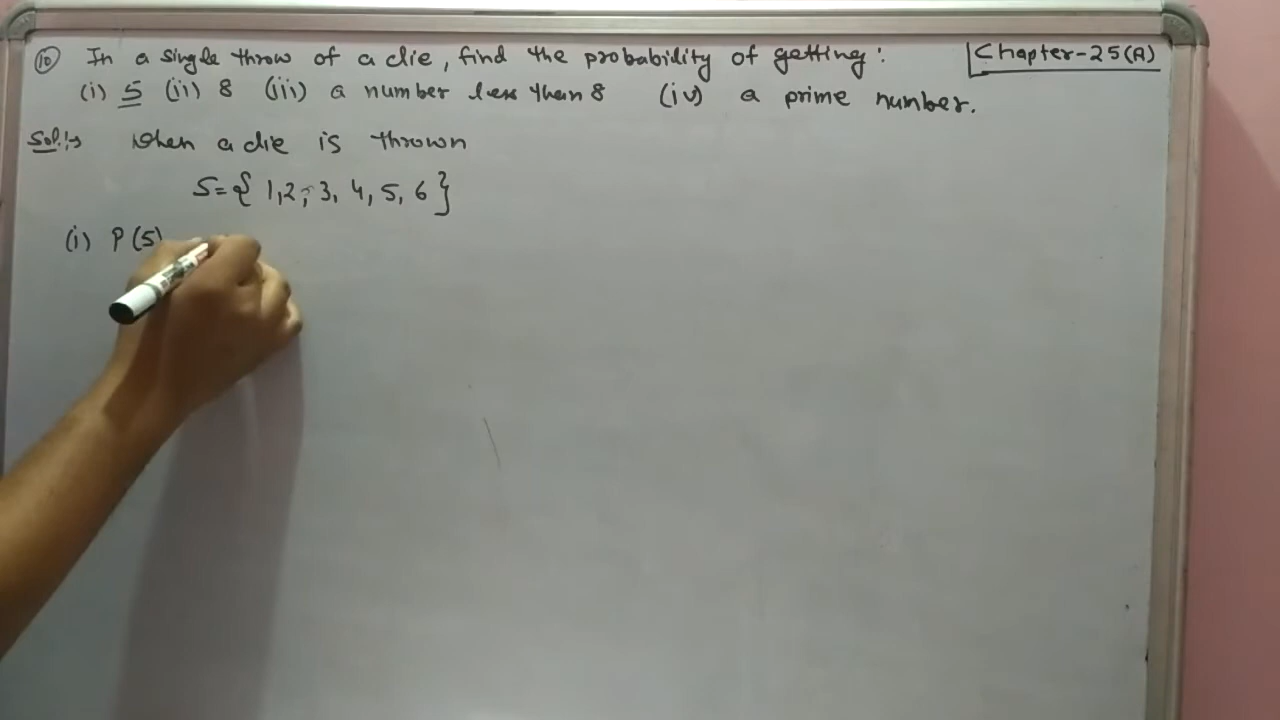 (10) In a single throw of a die, find the probability of getting: Chapter-25(A)
(i) 5 (ii) 8 (iii) a number less than 8 (iv) a prime number.
Sol.:→ When a die is thrown
S={ 1,2, 3, 4, 5, 6 }
(i) P(5)